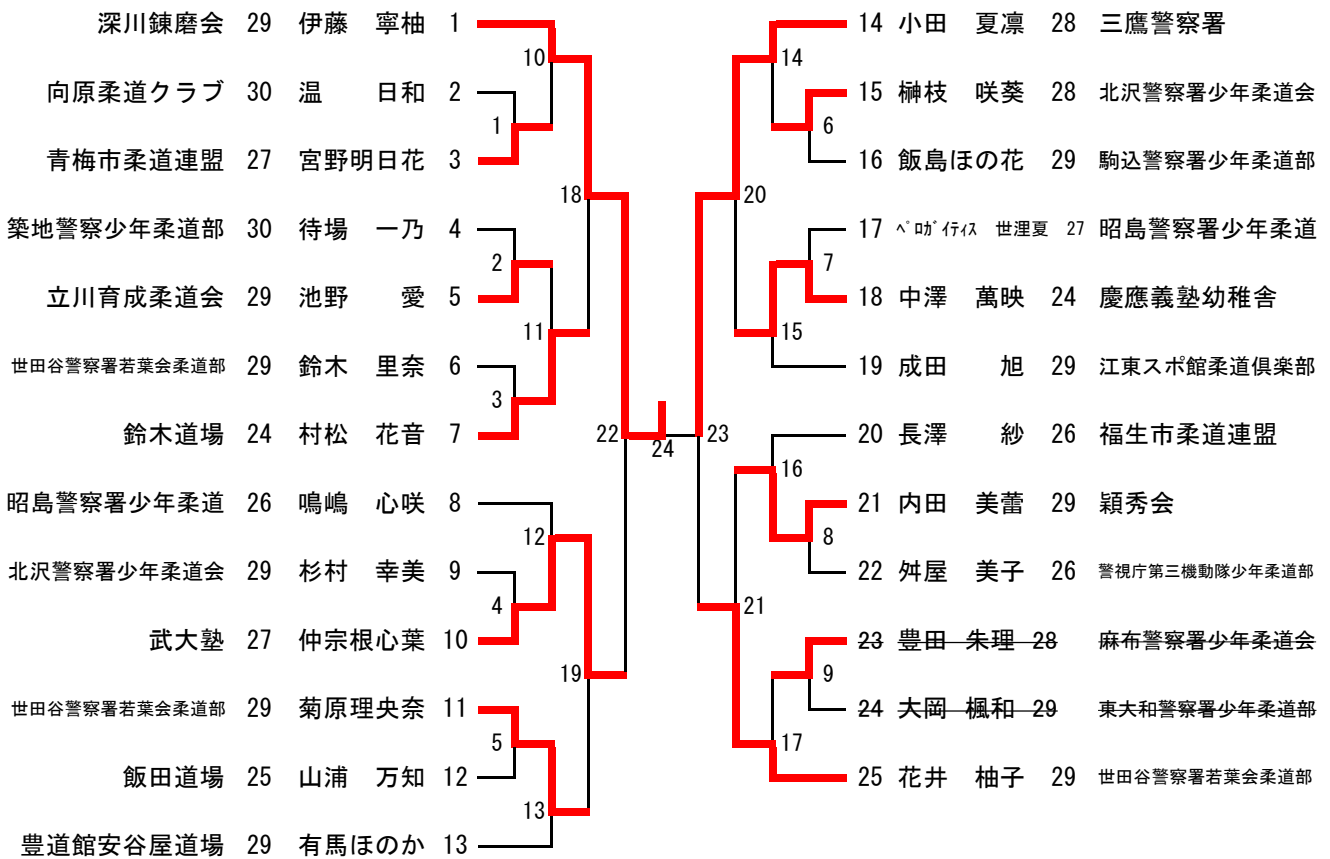 深川錬磨会 29 伊藤 寧柚 1
向原柔道クラブ 30 温 日和 2
青梅市柔道連盟 27 宮野明日花 3
築地警察少年柔道部 30 待場 一乃 4
立川育成柔道会 29 池野 愛 5
世田谷警察署若葉会柔道部 29 鈴木 里奈 6
鈴木道場 24 村松 花音 7
昭島警察署少年柔道 26 鳴嶋 心咲 8
北沢警察署少年柔道会 29 杉村 幸美 9
武大塾 27 仲宗根心葉 10
世田谷警察署若葉会柔道部 29 菊原理央奈 11
飯田道場 25 山浦 万知 12
豊道館安谷屋道場 29 有馬ほのか 13
10
1
18
2
11
3
22
12
4
19
5
13
24
14
6
20
7
15
23
16
8
21
9
17
14 小田 夏凛 28 三鷹警察署
15 榊枝 咲葵 28 北沢警察署少年柔道会
16 飯島ほの花 29 駒込警察署少年柔道部
17 ペロガイティス 世浬夏 27 昭島警察署少年柔道
18 中澤 萬映 24 慶應義塾幼稚舎
19 成田 旭 29 江東スポ館柔道倶楽部
20 長澤 紗 26 福生市柔道連盟
21 内田 美蕾 29 穎秀会
22 舛屋 美子 26 警視庁第三機動隊少年柔道部
23 豊田 朱理 28 麻布警察署少年柔道会
24 大岡 楓和 29 東大和警察署少年柔道部
25 花井 柚子 29 世田谷警察署若葉会柔道部